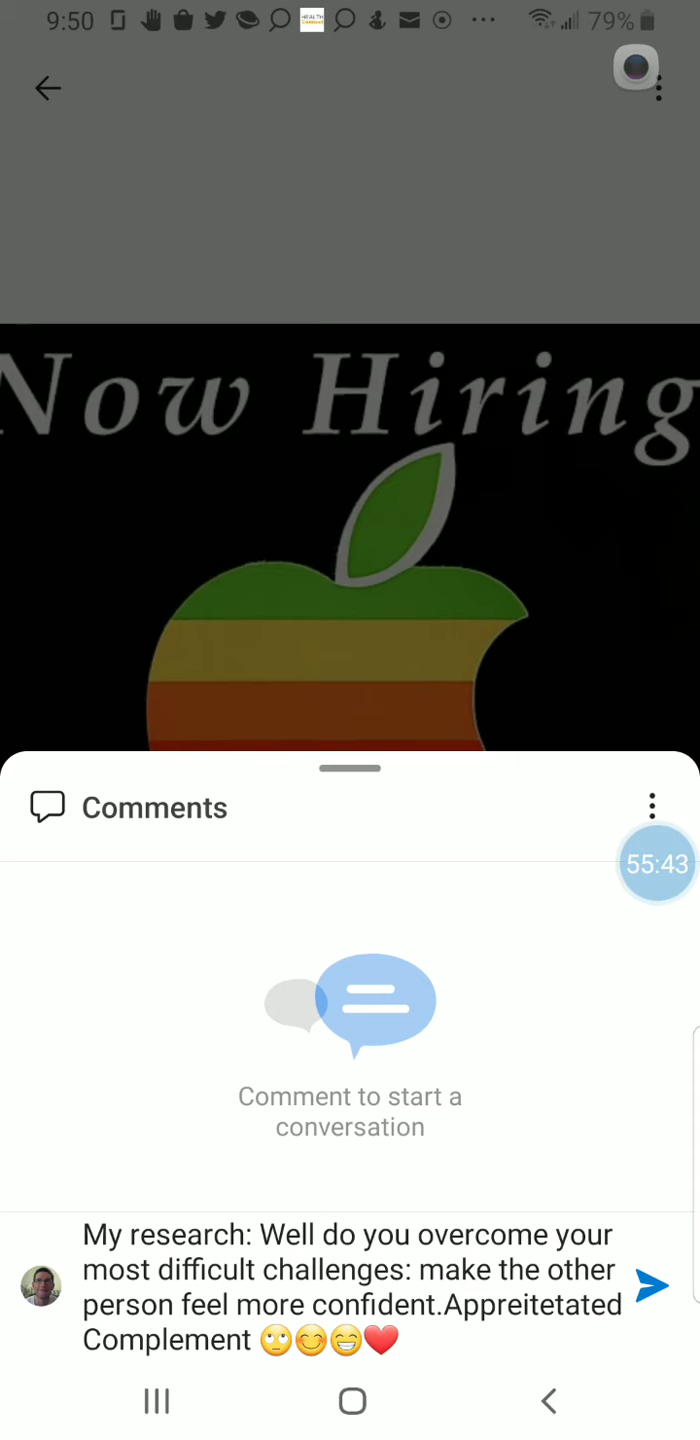 9:50
HEALTH
79%
Now Hiring
Comments
55:43
Comment to start a
conversation
My research: Well do you overcome your
most difficult challenges: make the other
person feel more confident.Appreitetated
Complement 🙄😊😁❤️